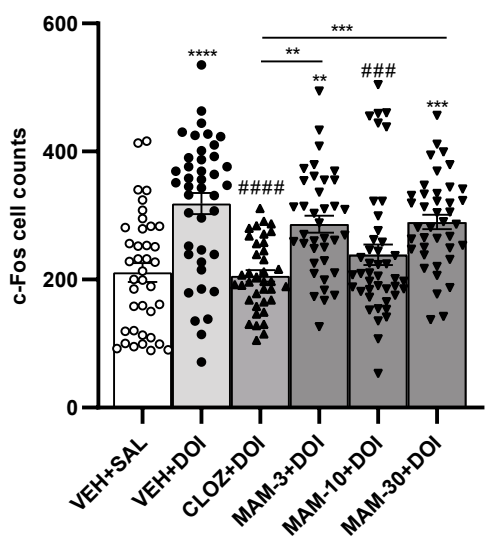 600
400
200
0
c-Fos cell counts
***
**
****
**
###
***
####
VEH+SAL
VEH+DOI
CLOZ+DOI
MAM-3+DOI
MAM-10+DOI
MAM-30+DOI